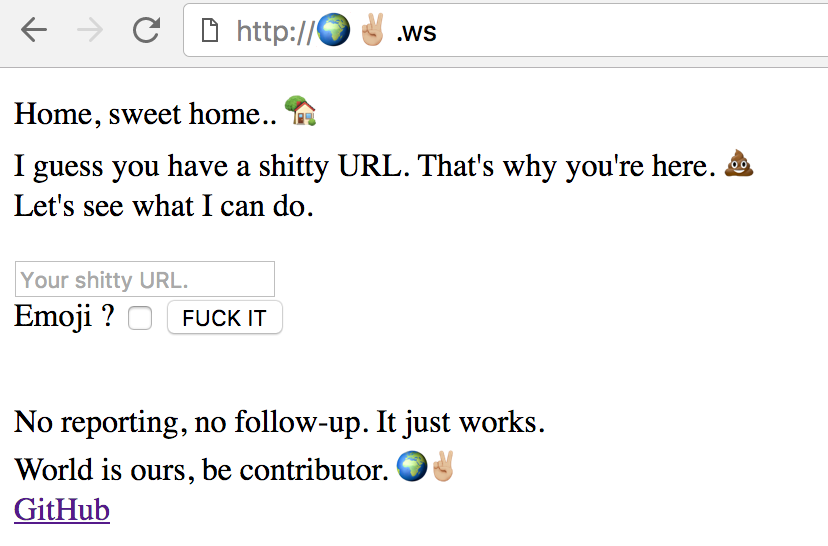 http://🌍✌🏼.ws
Home, sweet home.. 🏡
I guess you have a shitty URL. That's why you're here. 💩
Let's see what I can do.
Your shitty URL.
Emoji ? FUCK IT
No reporting, no follow-up. It just works.
World is ours, be contributor. 🌍✌🏼
GitHub